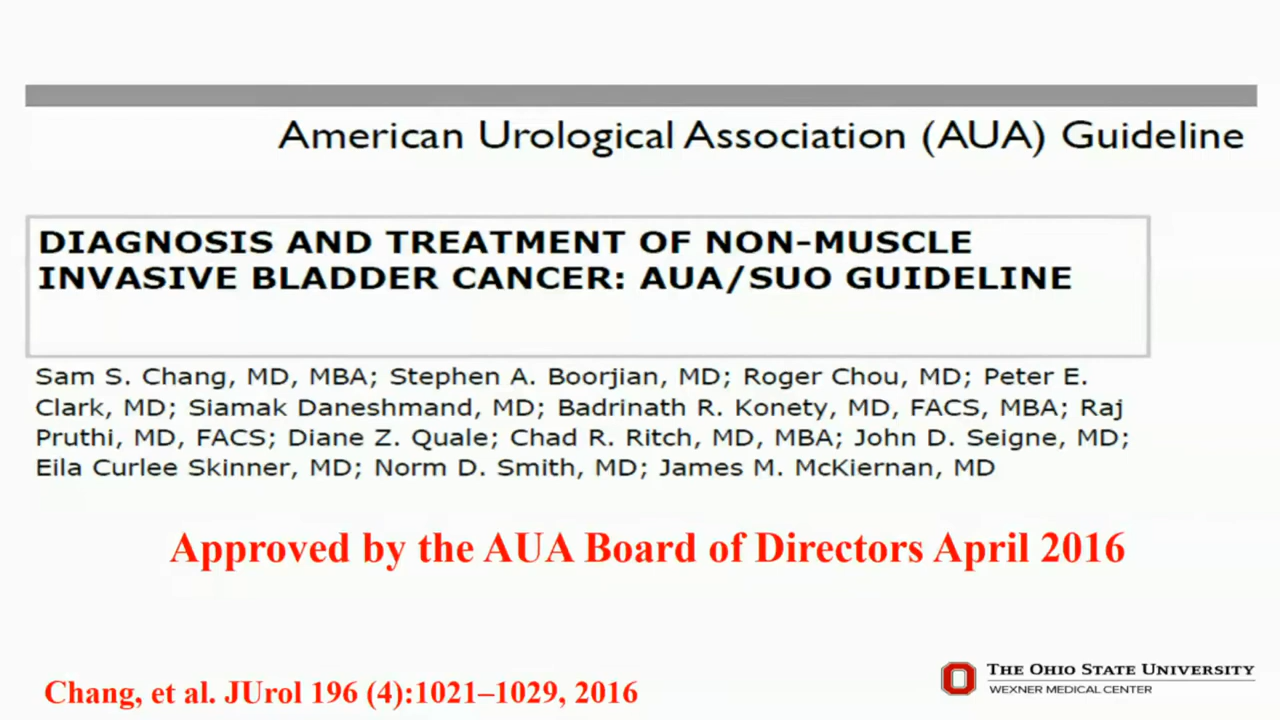 American Urological Association (AUA) Guideline
DIAGNOSIS AND TREATMENT OF NON-MUSCLE
INVASIVE BLADDER CANCER: AUA/SUO GUIDELINE
Sam S. Chang, MD, MBA; Stephen A. Boorjian, MD; Roger Chou, MD; Peter E.
Clark, MD; Siamak Daneshmand, MD; Badrinath R. Konety, MD, FACS, MBA; Raj
Pruthi, MD, FACS; Diane Z. Quale; Chad R. Ritch, MD, MBA; John D. Seigne, MD;
Eila Curlee Skinner, MD; Norm D. Smith, MD; James M. McKiernan, MD
Approved by the AUA Board of Directors April 2016
Chang, et al. JUrol 196 (4):1021–1029, 2016
THE OHIO STATE UNIVERSITY
WEXNER MEDICAL CENTER